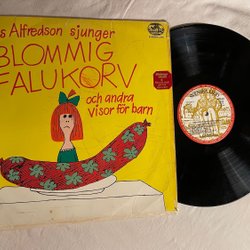 s Alfredson sjunger
BLOMMIG
FALUKORV
och andra
visor för barn